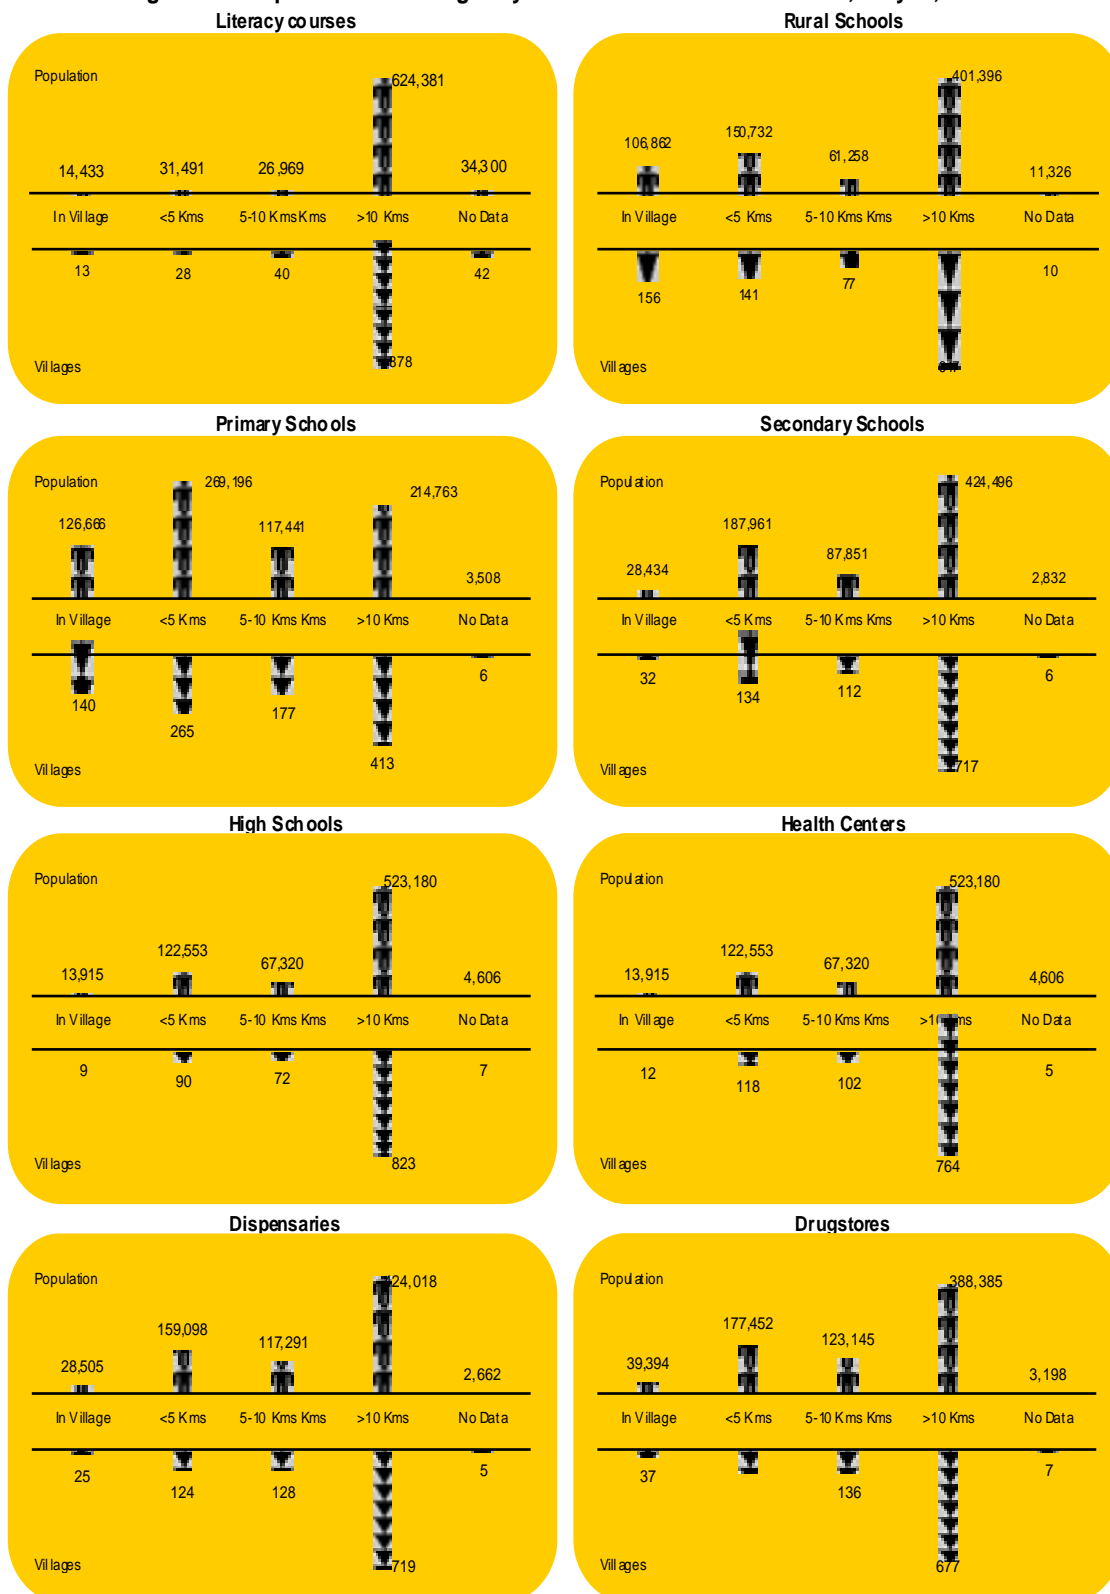 Literacy courses
Population
624,381
14,433 31,491 26,969 34,300
In Village <5 Kms 5-10 Kms Kms >10 Kms No Data
13 28 40 42
878
Villages
Rural Schools
401,396
106,862 150,732 61,258 11,326
In Village <5 Kms 5-10 Kms Kms >10 Kms No Data
156 141 77 10
Villages
Primary Schools
Population
126,666 269,196 117,441 214,763 3,508
In Village <5 Kms 5-10 Kms Kms >10 Kms No Data
140 265 177 413 6
Villages
Secondary Schools
Population
28,434 187,961 87,851 424,496 2,832
In Village <5 Kms 5-10 Kms Kms >10 Kms No Data
32 134 112 717 6
Villages
High Schools
Population
13,915 122,553 67,320 523,180 4,606
In Village <5 Kms 5-10 Kms Kms >10 Kms No Data
9 90 72 823 7
Villages
Health Centers
Population
13,915 122,553 67,320 523,180 4,606
In Village <5 Kms 5-10 Kms Kms No Data
12 118 102 764 5
Villages
Dispensaries
Population
28,505 159,098 117,291 2,662
In Village <5 Kms 5-10 Kms Kms >10 Kms No Data
25 124 128 719 5
Villages
Drugstores
Population
39,394 177,452 123,145 388,385 3,198
In Village <5 Kms 5-10 Kms Kms >10 Kms No Data
37 136 677 7
Villages